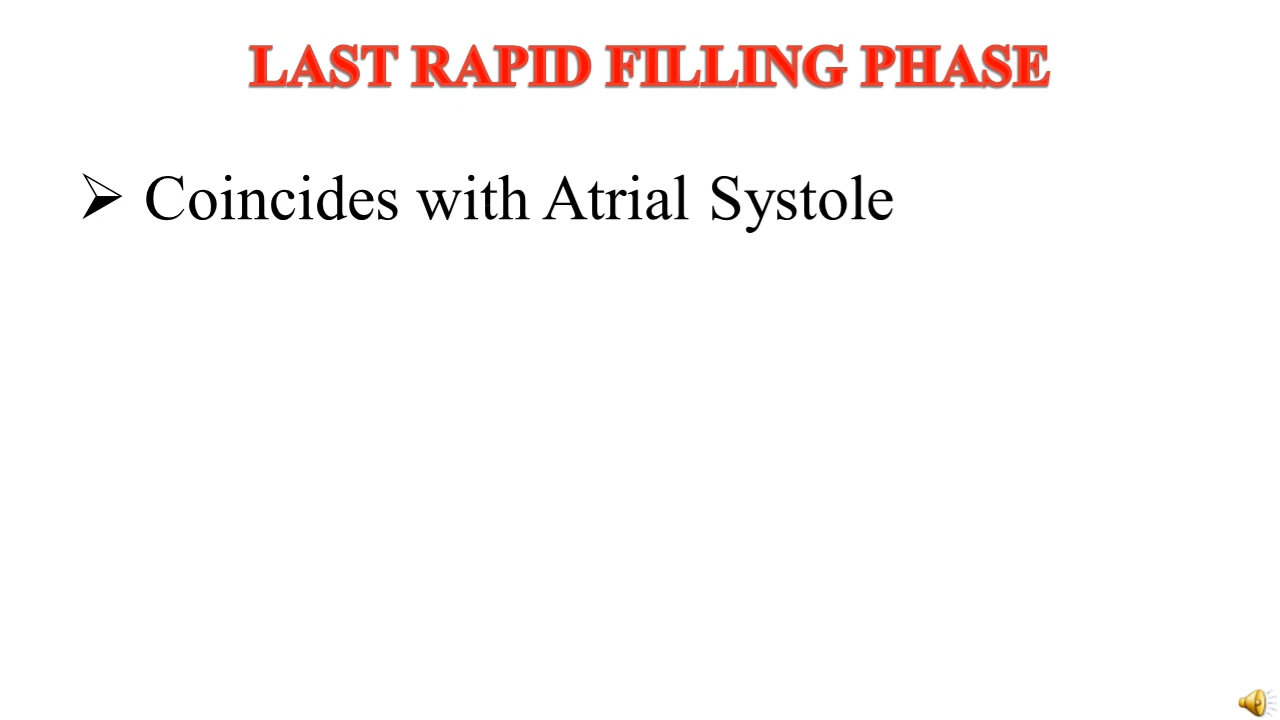 LAST RAPID FILLING PHASE
➢ Coincides with Atrial Systole